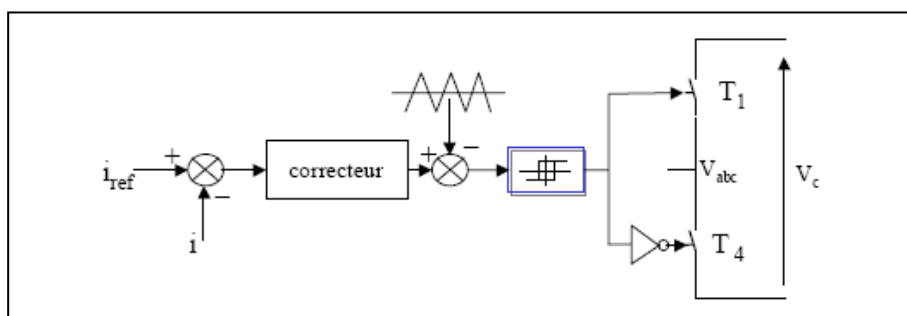 T₁
+
−
+
i_ref
correcteur
V_abc
V_c
−
i
T₄